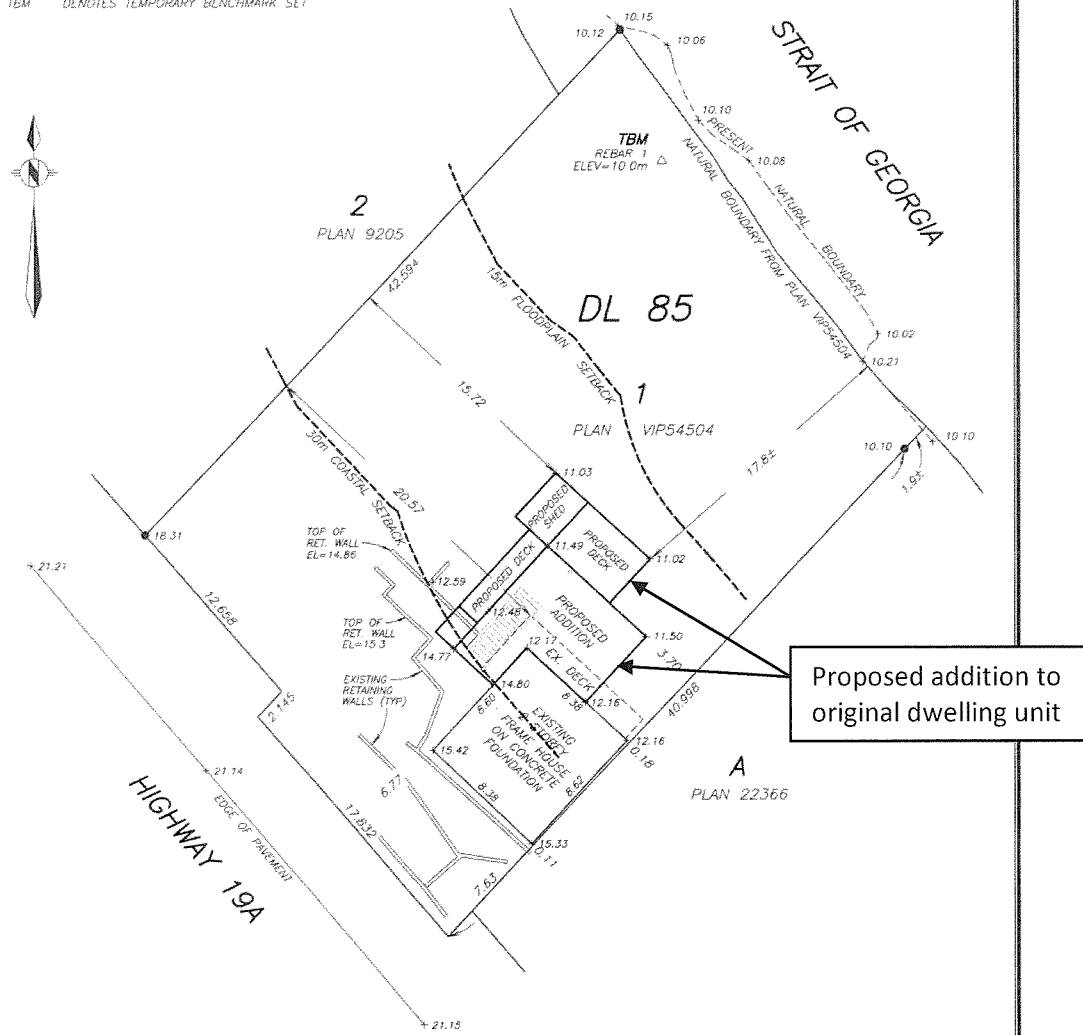 TBM DENOTES TEMPORARY BENCHMARK SET
10.15
10.12
10.06
STRAIT OF GEORGIA
10.10
PRESENT NATURAL BOUNDARY
10.08
TBM
REBAR 1
ELEV=10.0m
NATURAL BOUNDARY FROM PLAN VIP54504
2
PLAN 9205
42.594
15m FLOODPLAIN SETBACK
DL 85
10.02
10.21
15.72
1
PLAN VIP54504
30m COASTAL SETBACK
20.57
17.8±
10.10
10.10
1.9±
11.03
PROPOSED
SHED
18.31
TOP OF
RET. WALL
EL=14.86
11.49
PROPOSED
DECK
11.02
21.21
12.59
PROPOSED DECK
12.658
12.48
PROPOSED
ADDITION
TOP OF
RET. WALL
EL=15.3
12.17
11.50
14.77
EX. DECK
3.70
EXISTING
RETAINING
WALLS (TYP)
14.80
8.60
8.38
12.16
40.998
Proposed addition to
original dwelling unit
2.145
EXISTING
STOREY
FRAME HOUSE
ON CONCRETE
FOUNDATION
12.16
0.18
15.42
A
PLAN 22366
21.14
6.77
8.38
8.62
EDGE OF PAVEMENT
HIGHWAY 19A
17.832
15.33
0.11
7.63
21.15